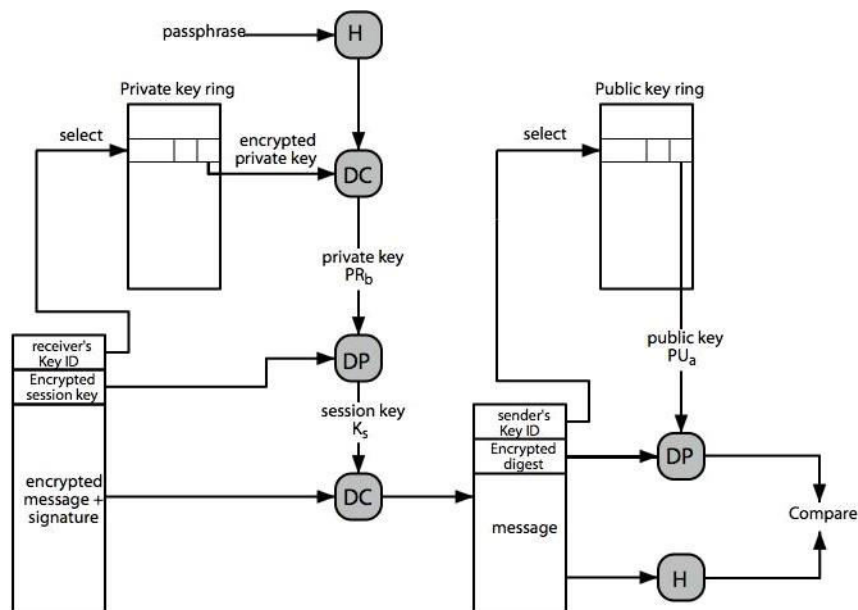 passphrase
H
Private key ring
Public key ring
select
encrypted
private key
select
DC
private key
PRb
receiver's
Key ID
Encrypted
session key
DP
public key
PUa
session key
Ks
sender's
Key ID
Encrypted
digest
DP
encrypted
message +
signature
DC
message
Compare
H